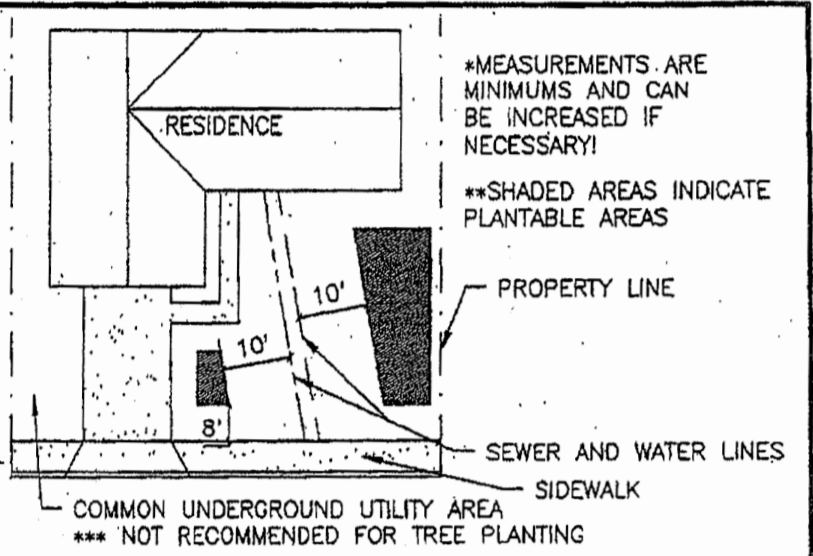 *MEASUREMENTS ARE
MINIMUMS AND CAN
BE INCREASED IF
NECESSARY!
**SHADED AREAS INDICATE
PLANTABLE AREAS
RESIDENCE
PROPERTY LINE
10'
10'
8'
SEWER AND WATER LINES
SIDEWALK
COMMON UNDERGROUND UTILITY AREA
*** NOT RECOMMENDED FOR TREE PLANTING